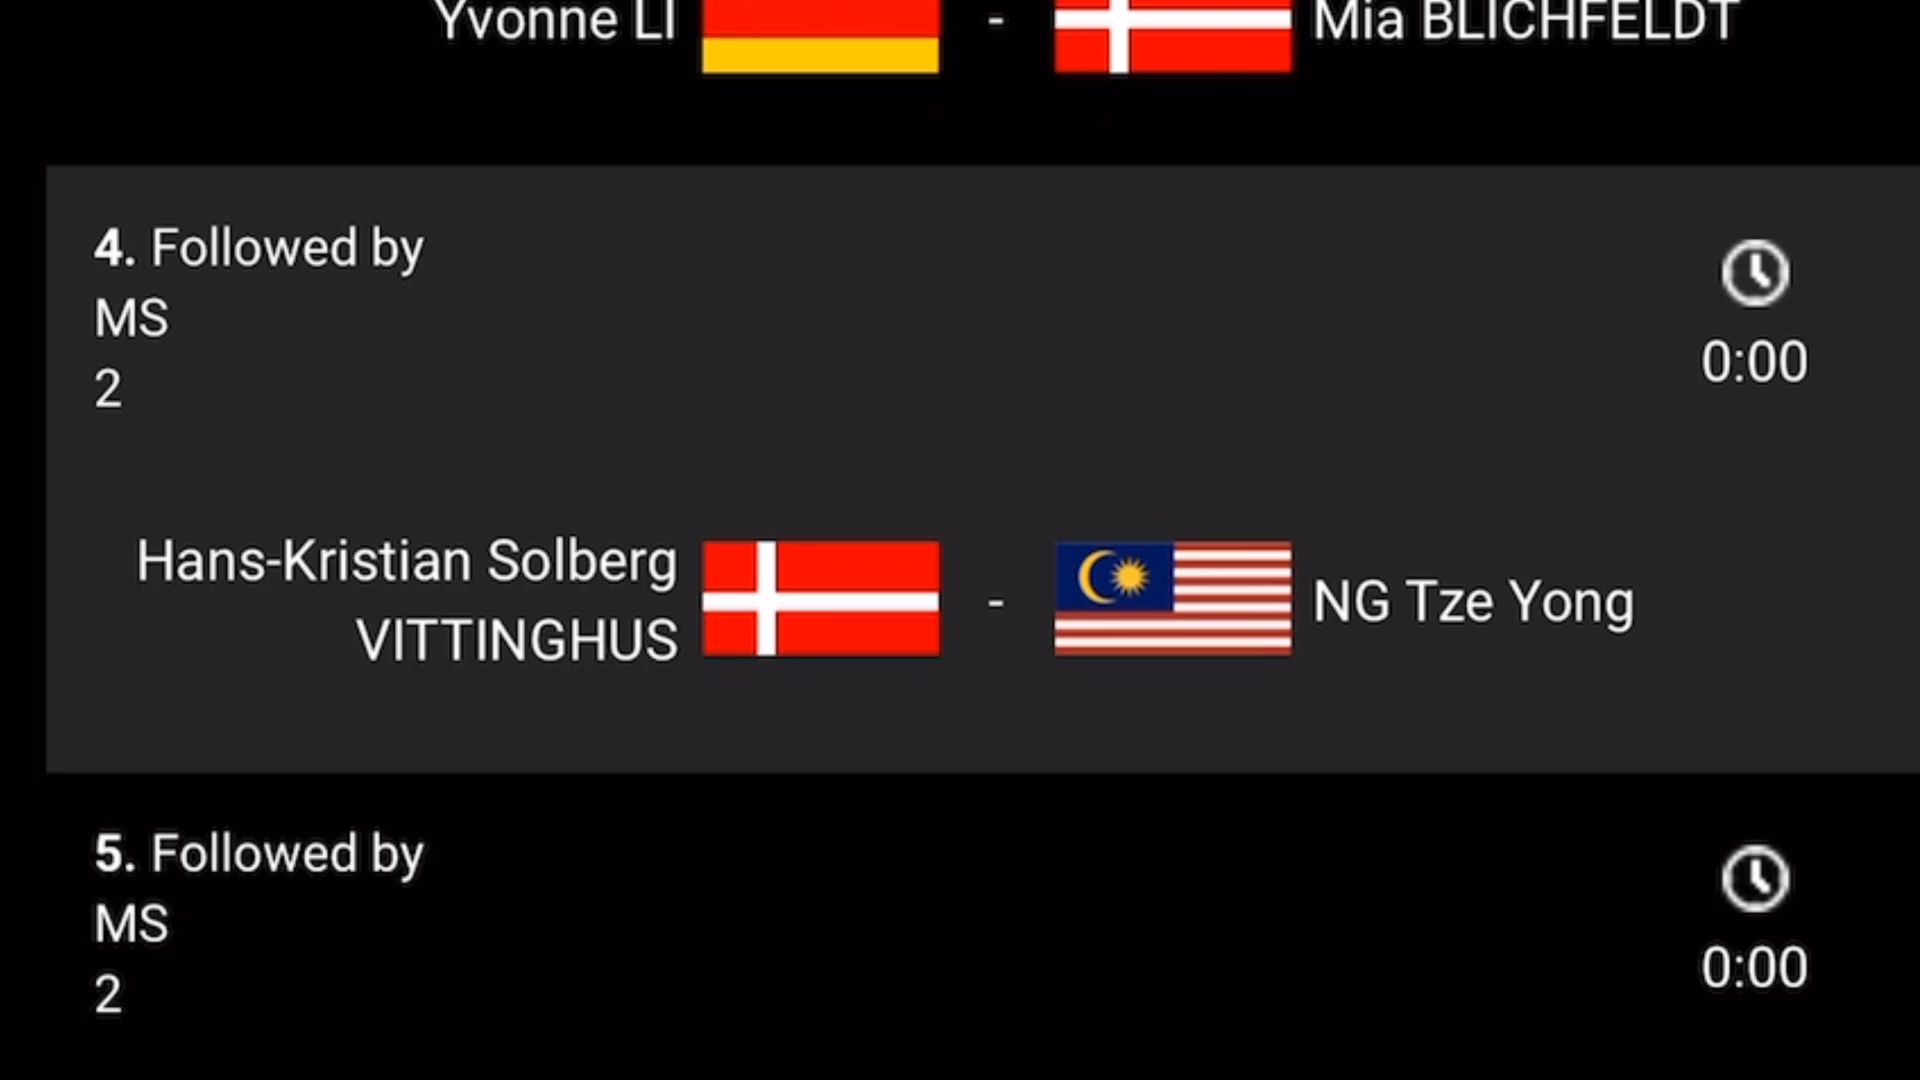 Yvonne LI - Mia BLICHFELDT
4. Followed by
MS
2
0:00
Hans-Kristian Solberg
VITTINGHUS - NG Tze Yong
5. Followed by
MS
2
0:00